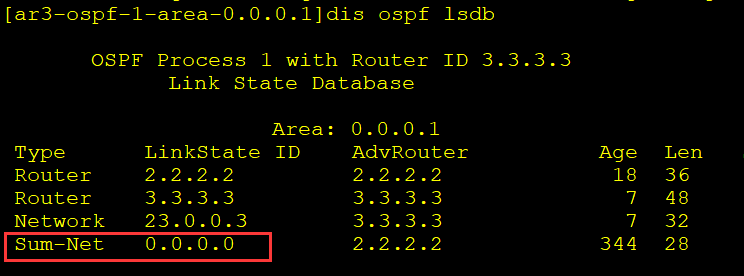 [ar3-ospf-1-area-0.0.0.1]dis ospf lsdb
OSPF Process 1 with Router ID 3.3.3.3
Link State Database
Area: 0.0.0.1
Type LinkState ID AdvRouter Age Len
Router 2.2.2.2 2.2.2.2 18 36
Router 3.3.3.3 3.3.3.3 7 48
Network 23.0.0.3 3.3.3.3 7 32
Sum-Net 0.0.0.0 2.2.2.2 344 28